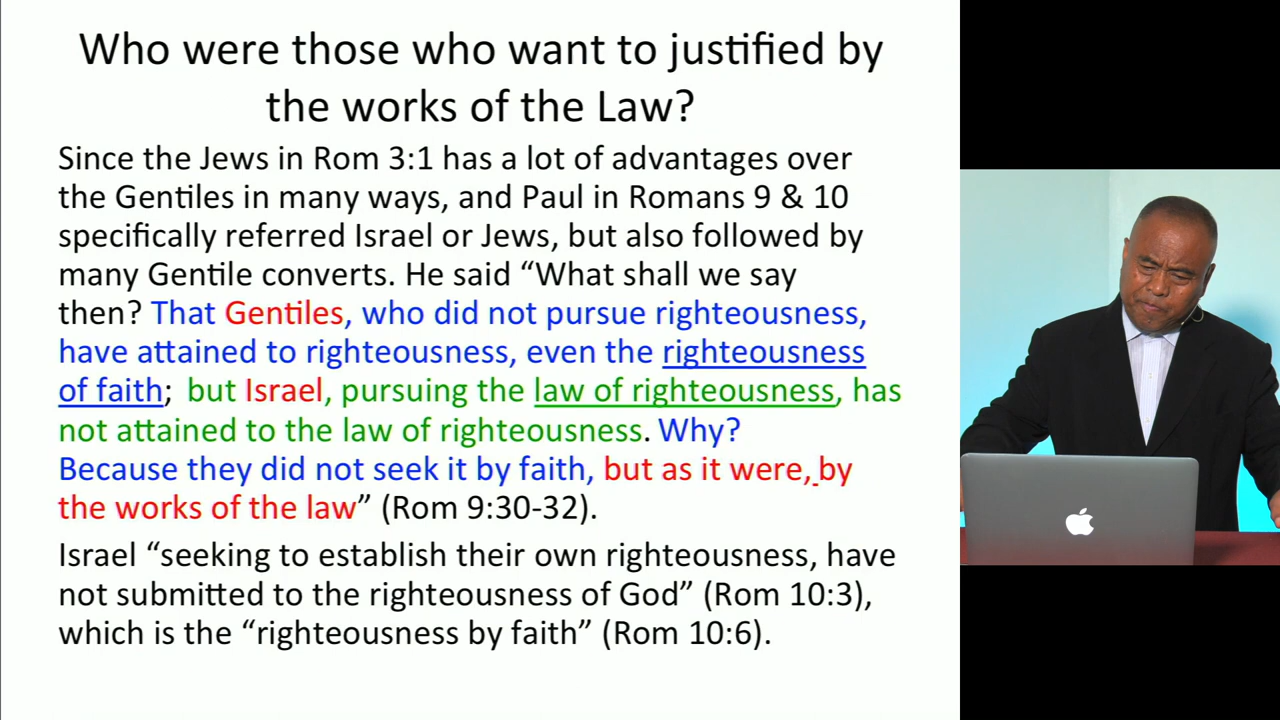 Who were those who want to justified by
the works of the Law?
Since the Jews in Rom 3:1 has a lot of advantages over
the Gentiles in many ways, and Paul in Romans 9 & 10
specifically referred Israel or Jews, but also followed by
many Gentile converts. He said “What shall we say
then? That Gentiles, who did not pursue righteousness,
have attained to righteousness, even the righteousness
of faith; but Israel, pursuing the law of righteousness, has
not attained to the law of righteousness. Why?
Because they did not seek it by faith, but as it were, by
the works of the law” (Rom 9:30-32).
Israel “seeking to establish their own righteousness, have
not submitted to the righteousness of God” (Rom 10:3),
which is the “righteousness by faith” (Rom 10:6).